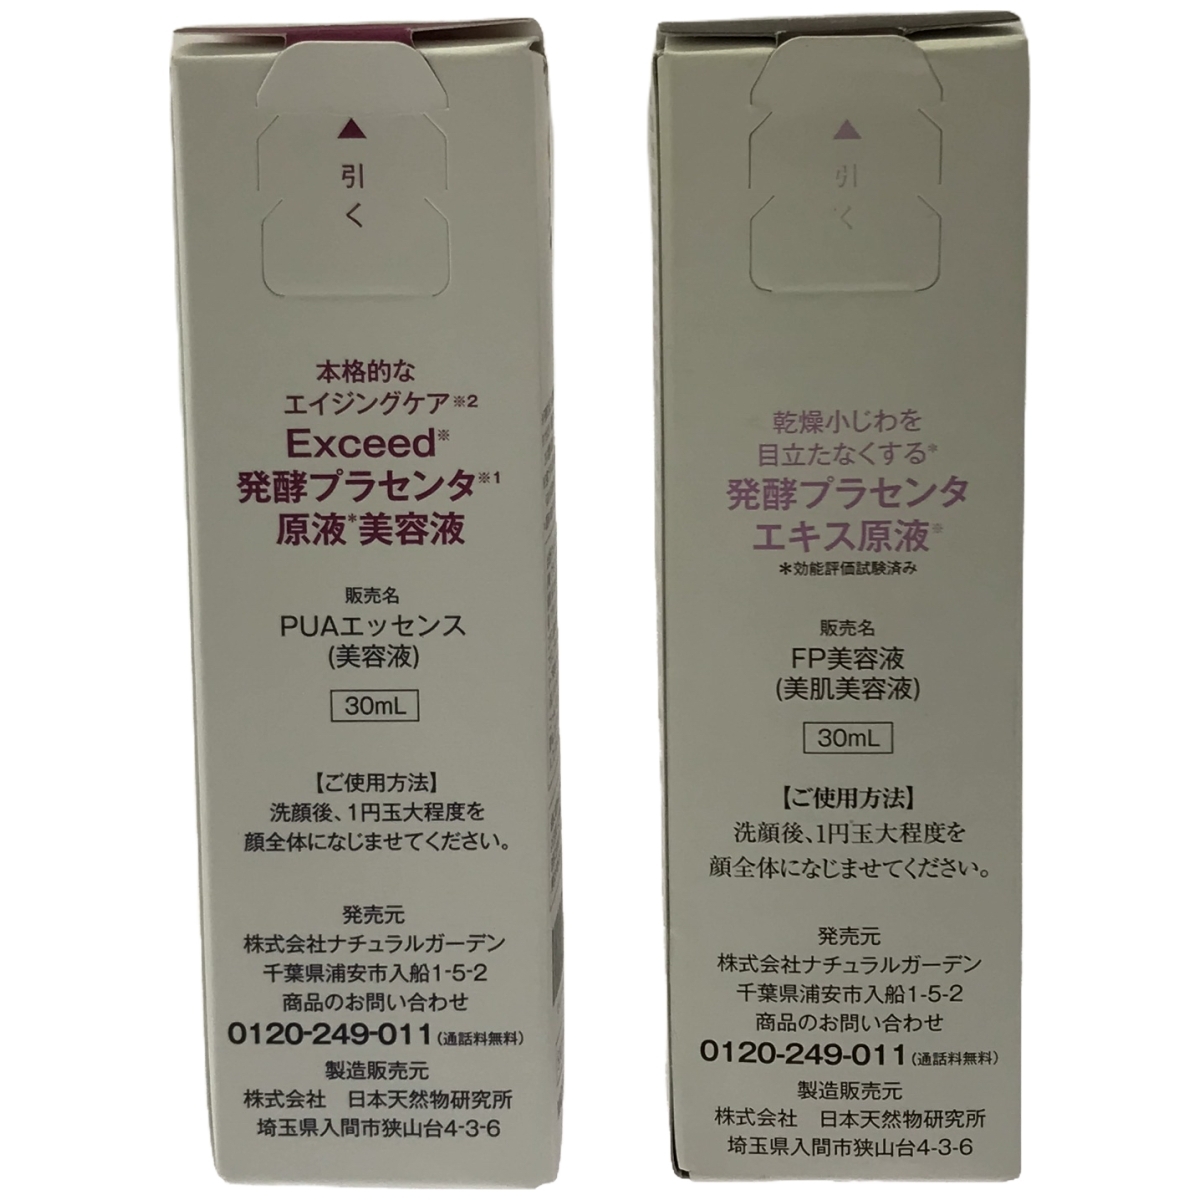 ▲
引
く
本格的な
エイジングケア※2
Exceed※
発酵プラセンタ※1
原液*美容液
販売名
PUAエッセンス
(美容液)
30mL
【ご使用方法】
洗顔後、1円玉大程度を
顔全体になじませてください。
発売元
株式会社ナチュラルガーデン
千葉県浦安市入船1-5-2
商品のお問い合わせ
0120-249-011(通話料無料)
製造販売元
株式会社 日本天然物研究所
埼玉県入間市狭山台4-3-6
▲
引
く
乾燥小じわを
目立たなくする*
発酵プラセンタ
エキス原液※
*効能評価試験済み
販売名
FP美容液
(美肌美容液)
30mL
【ご使用方法】
洗顔後、1円玉大程度を
顔全体になじませてください。
発売元
株式会社ナチュラルガーデン
千葉県浦安市入船1-5-2
商品のお問い合わせ
0120-249-011(通話料無料)
製造販売元
株式会社 日本天然物研究所
埼玉県入間市狭山台4-3-6